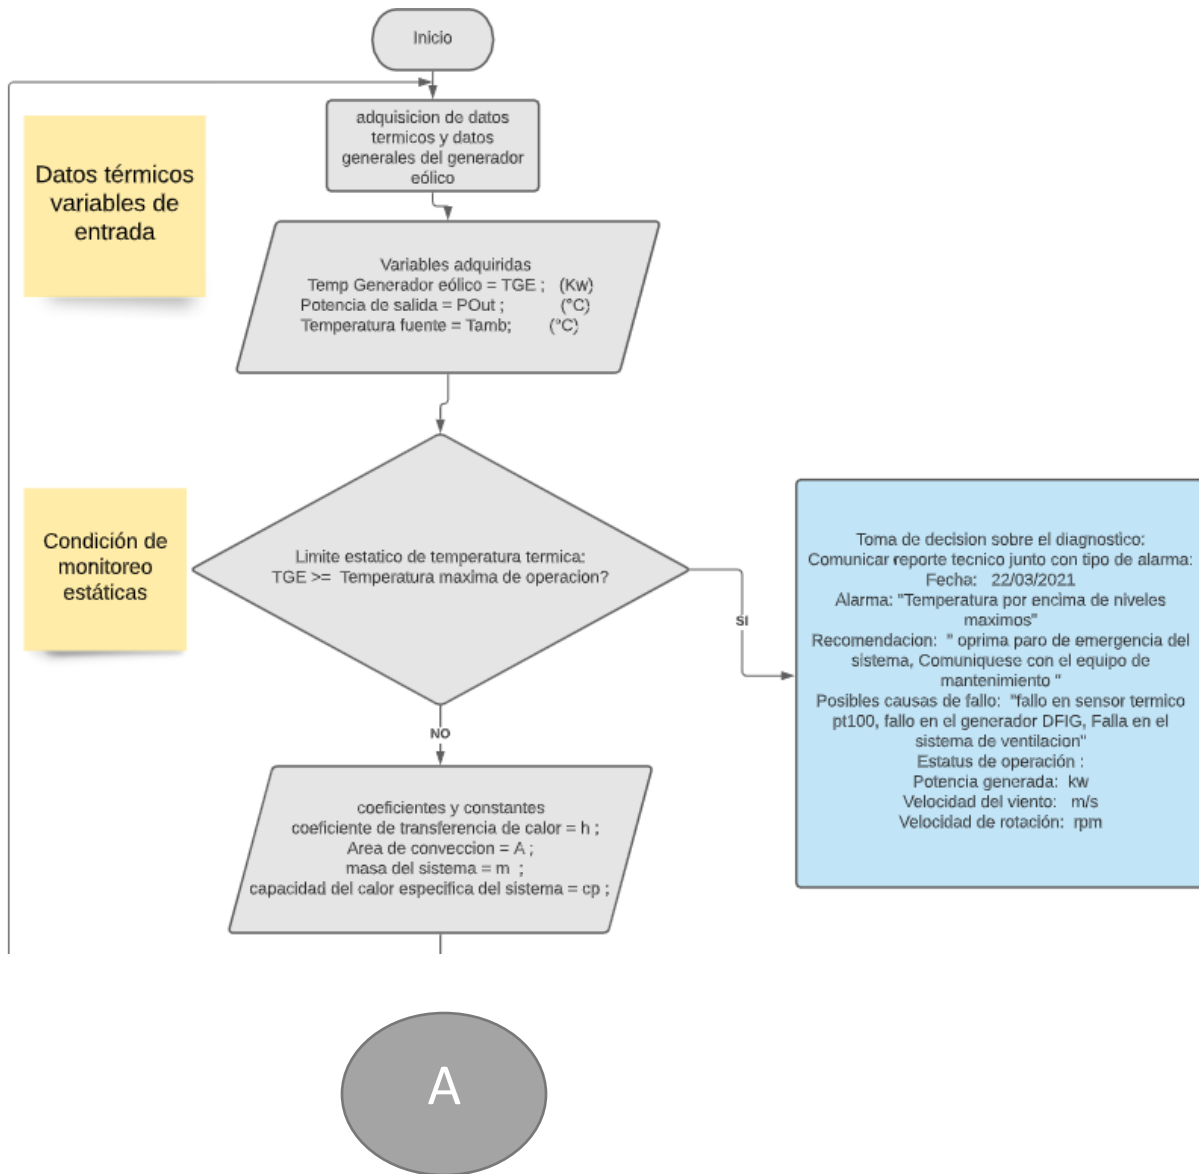 Inicio
adquisicion de datos
termicos y datos
generales del generador
eólico
Datos térmicos
variables de
entrada
Variables adquiridas
Temp Generador eólico = TGE ; (Kw)
Potencia de salida = POut ; (°C)
Temperatura fuente = Tamb; (°C)
Condición de
monitoreo
estáticas
Limite estatico de temperatura termica:
TGE >= Temperatura maxima de operacion?
SI
NO
Toma de decision sobre el diagnostico:
Comunicar reporte tecnico junto con tipo de alarma:
Fecha: 22/03/2021
Alarma: "Temperatura por encima de niveles
maximos"
Recomendacion: " oprima paro de emergencia del
sistema, Comuniquese con el equipo de
mantenimiento "
Posibles causas de fallo: "fallo en sensor termico
pt100, fallo en el generador DFIG, Falla en el
sistema de ventilacion"
Estatus de operación :
Potencia generada: kw
Velocidad del viento: m/s
Velocidad de rotación: rpm
coeficientes y constantes
coeficiente de transferencia de calor = h ;
Area de conveccion = A ;
masa del sistema = m ;
capacidad del calor especifica del sistema = cp ;
A